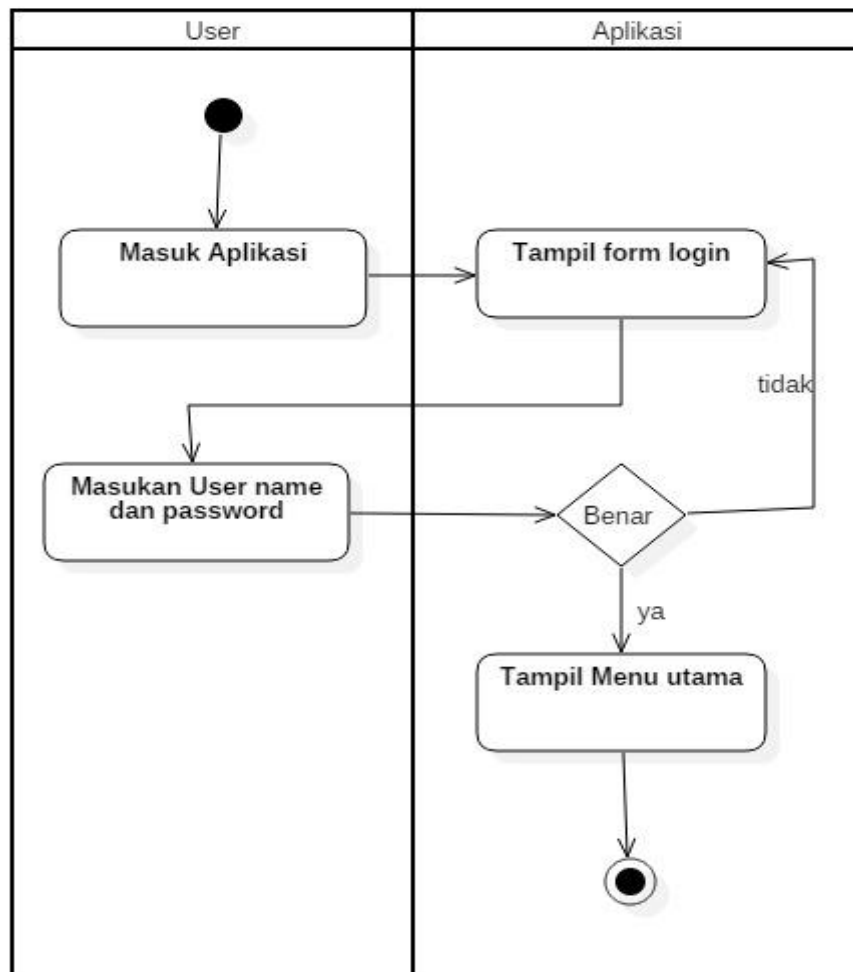 User
Aplikasi
Masuk Aplikasi
Tampil form login
tidak
Masukan User name
dan password
Benar
ya
Tampil Menu utama